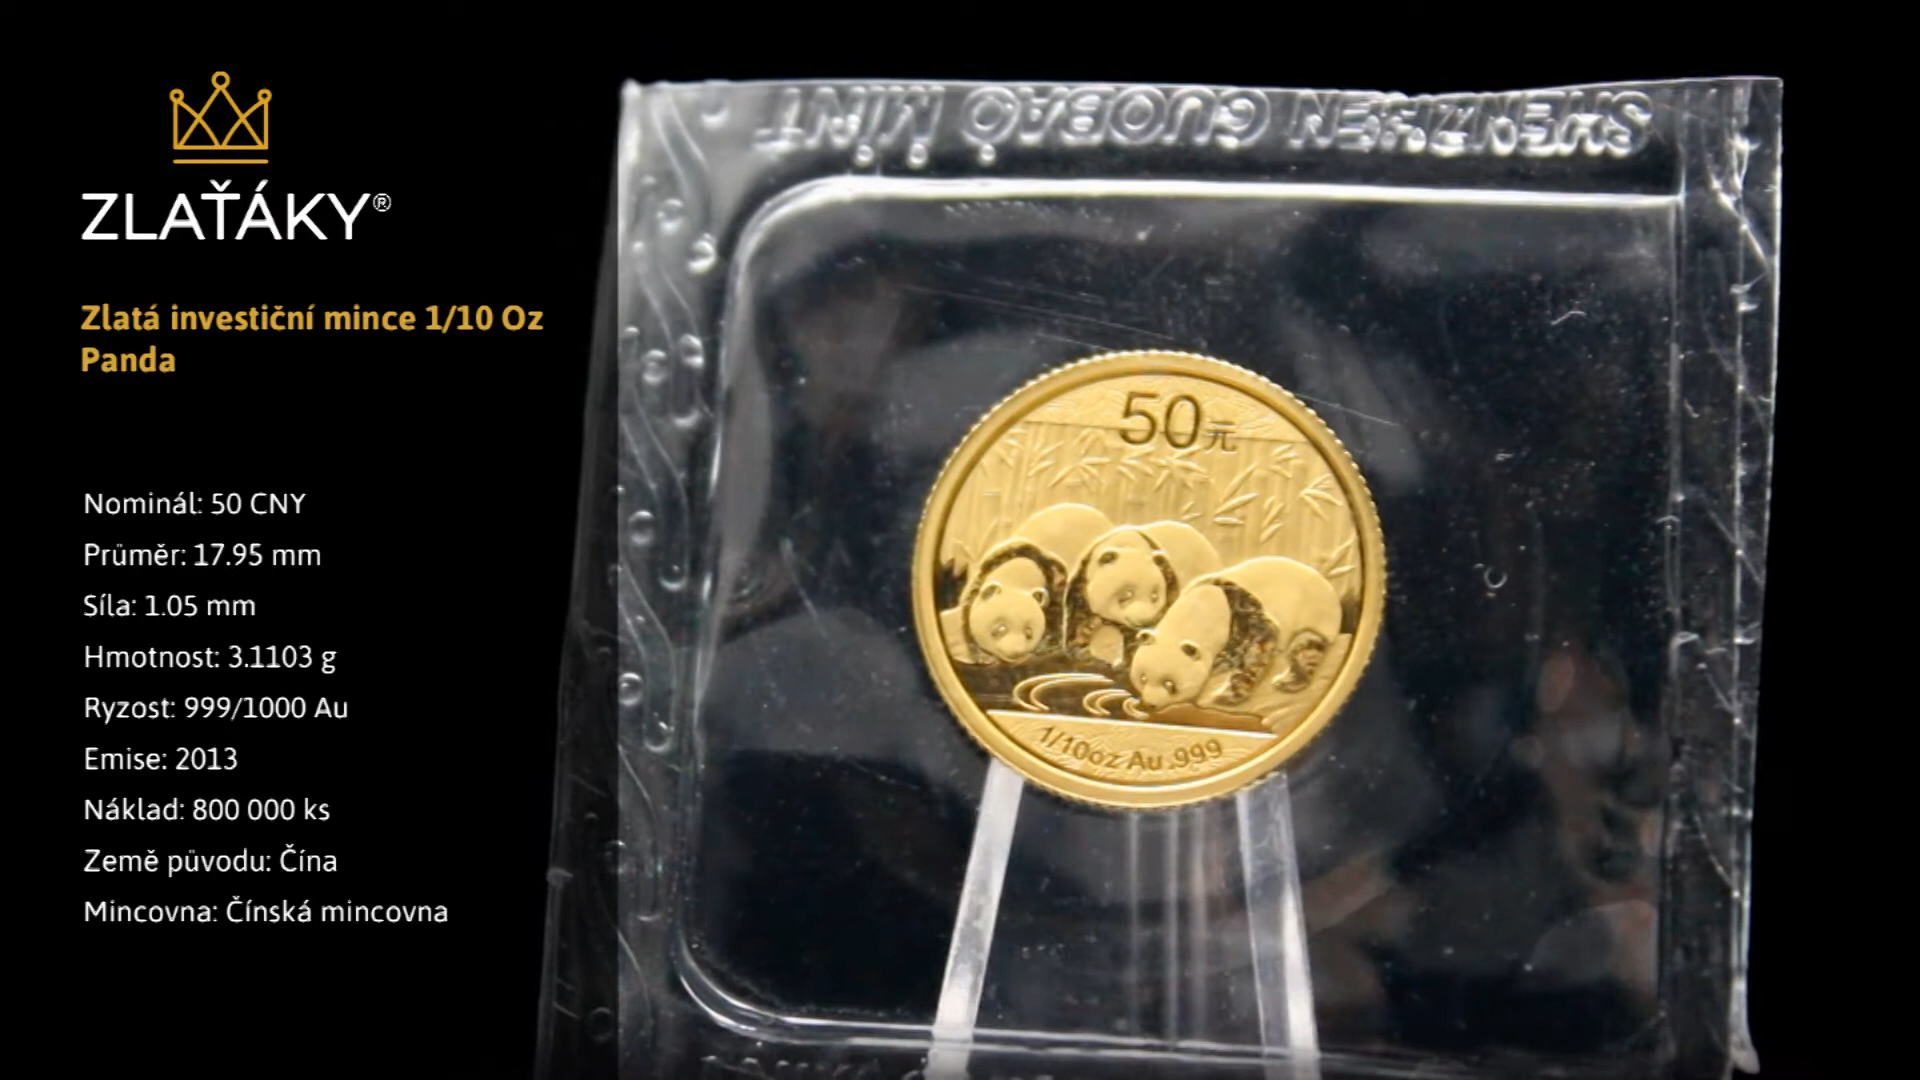 ZLAŤÁKY®
Zlatá investiční mince 1/10 Oz
Panda
Nominál: 50 CNY
Průměr: 17.95 mm
Síla: 1.05 mm
Hmotnost: 3.1103 g
Ryzost: 999/1000 Au
Emise: 2013
Náklad: 800 000 ks
Země původu: Čína
Mincovna: Čínská mincovna
SHENZHEN GUOBAO MINT
50元
1/10oz Au .999